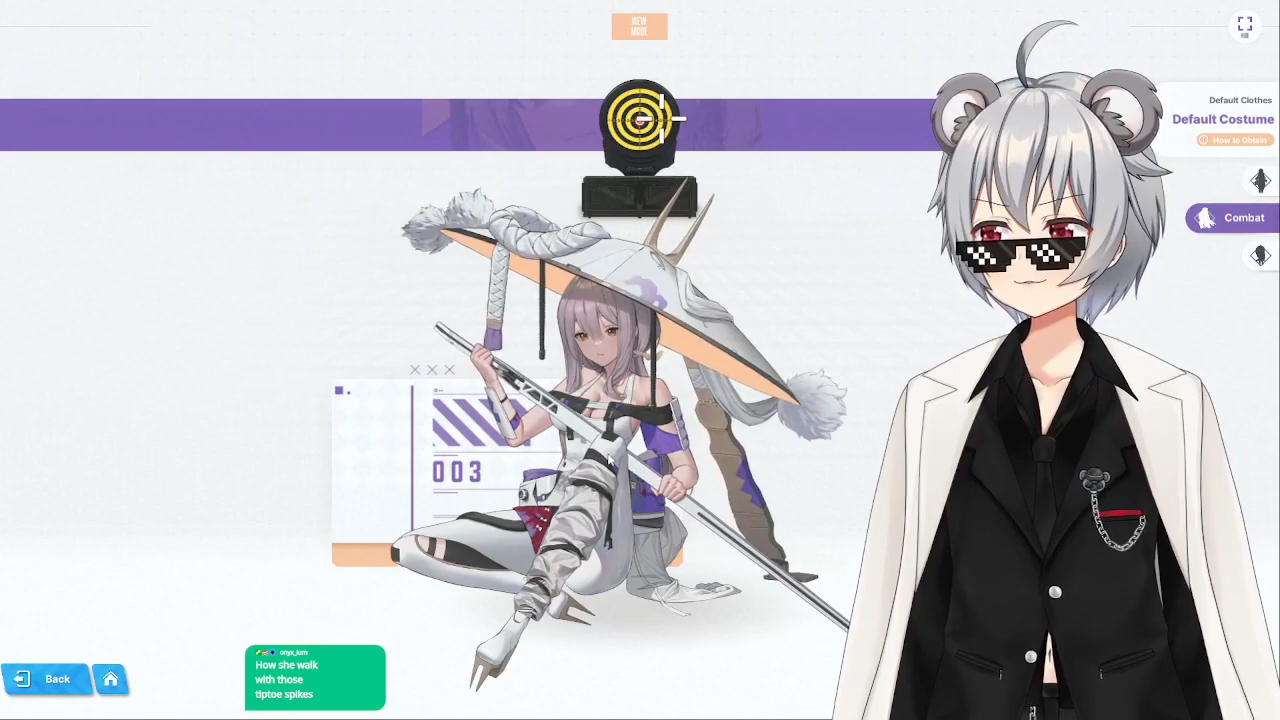 VIEW
MODE
Default Clothes
Default Costume
How to Obtain
Combat
003
Back
onyx_lum
How she walk
with those
tiptoe spikes